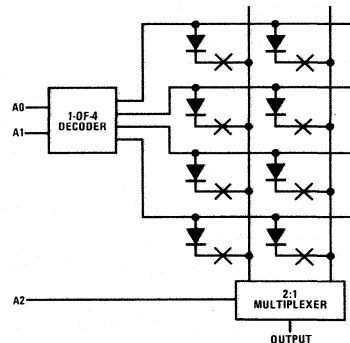 A0
A1
1-OF-4
DECODER
A2
2:1
MULTIPLEXER
OUTPUT